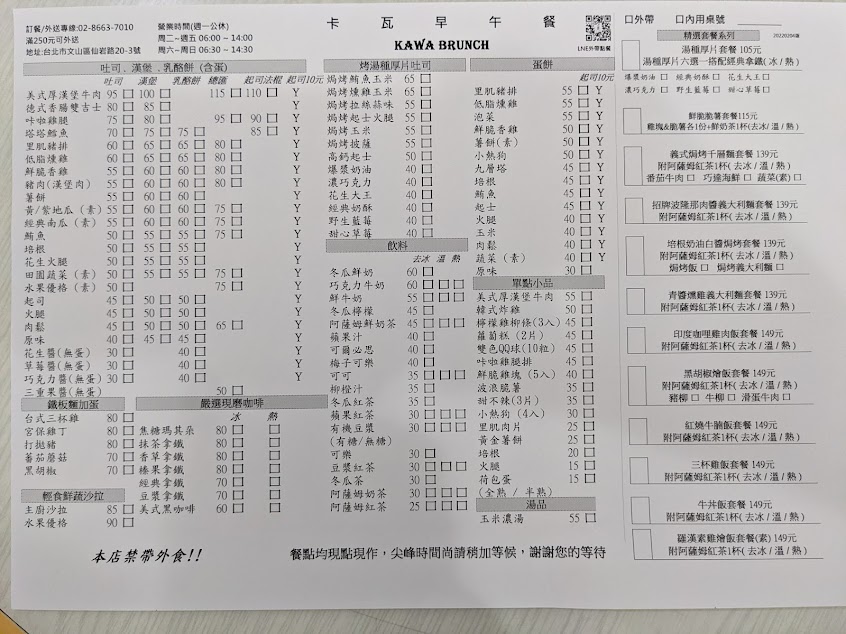 訂餐/外送專線:02-8663-7010
滿250元可外送
地址:台北市文山區仙岩路20-3號
營業時間(週一公休)
周二~週五 06:00 ~ 14:00
周六~周日 06:30 ~ 14:30
卡瓦早午餐
KAWA BRUNCH
LINE外帶點餐
口外帶 口內用桌號
吐司.漢堡.乳酪餅 (含蛋)
吐司 漢堡 乳酪餅 總匯 起司法棍 起司10元
美式厚漢堡牛肉 95 □ 100 □ 115 □ 110 □ Y
德式香腸雙吉士 80 □ 85 □ Y
咔啦雞腿 75 □ 80 □ 95 □ 90 □ Y
塔塔鱈魚 70 □ 75 □ 75 □ 85 □ Y
里肌豬排 60 □ 65 □ 65 □ 80 □ Y
低脂燻雞 60 □ 65 □ 65 □ 80 □ Y
鮮脆香雞 60 □ 65 □ 65 □ 80 □ Y
豬肉(漢堡肉) 55 □ 60 □ 60 □ 80 □ Y
薯餅 55 □ 60 □ 60 □ Y
黃/紫地瓜 (素) 55 □ 60 □ 60 □ 75 □ Y
經典南瓜 (素) 55 □ 60 □ 60 □ 75 □ Y
鮪魚 50 □ 55 □ 55 □ 75 □ Y
培根 50 □ 55 □ 55 □ 75 □ Y
花生火腿 50 □ 55 □ 55 □ Y
田園蔬菜 (素) 50 □ 55 □ 55 □ 75 □ Y
水果優格 (素) 50 □ 75 □ Y
起司 45 □ 50 □ 50 □ Y
火腿 45 □ 50 □ 50 □ Y
肉鬆 45 □ 50 □ 50 □ 65 □ Y
原味 40 □ 45 □ 45 □ Y
花生醬(無蛋) 30 □ 40 □ Y
草莓醬(無蛋) 30 □ 40 □ Y
巧克力醬(無蛋) 30 □ 40 □ Y
三重果醬(無蛋) 50 □
鐵板麵加蛋
台式三杯雞 80 □
宮保雞丁 80 □
打拋豬 80 □
蕃茄蘑菇 70 □
黑胡椒 70 □
輕食鮮蔬沙拉
主廚沙拉 85 □
水果優格 90 □
嚴選現磨咖啡
冰 熱
焦糖瑪其朵 80 □ □
抹茶拿鐵 80 □ □
香草拿鐵 80 □ □
榛果拿鐵 80 □ □
經典拿鐵 70 □ □
豆漿拿鐵 70 □ □
美式黑咖啡 60 □ □
烤湯種厚片吐司
焗烤鮪魚玉米 65 □
焗烤燻雞玉米 65 □
焗烤拉絲蒜味 55 □
焗烤起士火腿 55 □
焗烤玉米 55 □
焗烤披薩 55 □
高鈣起士 50 □
爆漿奶油 40 □
濃巧克力 40 □
花生大王 40 □
經典奶酥 40 □
野生藍莓 40 □
甜心草莓 40 □
飲料
去冰 溫 熱
冬瓜鮮奶 60 □
巧克力牛奶 60 □ □ □
鮮牛奶 55 □ □ □
冬瓜檸檬 45 □
阿薩姆鮮奶茶 45 □ □ □
蘋果汁 40 □
可爾必思 40 □
梅子可樂 40 □
可可 35 □ □ □
柳橙汁 35 □
冬瓜紅茶 35 □
蘋果紅茶 30 □ □ □
有機豆漿 30 □ □ □
(有糖/無糖)
可樂 30 □
豆漿紅茶 30 □ □ □
冬瓜茶 30 □
阿薩姆奶茶 30 □ □ □
阿薩姆紅茶 25 □ □ □
蛋餅
起司10元
里肌豬排 55 □ Y
低脂燻雞 55 □ Y
泡菜 55 □ Y
鮮脆香雞 50 □ Y
薯餅(素) 50 □ Y
小熱狗 50 □ Y
九層塔 45 □ Y
培根 45 □ Y
鮪魚 45 □ Y
起士 45 □ Y
火腿 40 □ Y
玉米 40 □ Y
肉鬆 40 □ Y
蔬菜 (素) 40 □ Y
原味 30 □
單點小品
美式厚漢堡牛肉 55 □
韓式炸雞 50 □
檸檬雞柳條(3入) 45 □
蘿蔔糕 (2片) 45 □
雙色QQ球(10粒) 45 □
咔啦雞腿排 45 □
鮮脆雞塊 (5入) 40 □
波浪脆薯 35 □
甜不辣(3片) 35 □
小熱狗 (4入) 30 □
里肌肉片 25 □
黃金薯餅 25 □
培根 20 □
火腿 15 □
荷包蛋 15 □
(全熟 / 半熟)
湯品
玉米濃湯 55 □
精選套餐系列
20220204版
湯種厚片套餐 105元
湯種厚片六選一搭配經典拿鐵(冰 / 熱)
爆漿奶油 □ 經典奶酥 □ 花生大王□
濃巧克力 □ 野生藍莓 □ 甜心草莓□
鮮脆脆薯套餐115元
雞塊&脆薯各1份+鮮奶茶1杯(去冰 / 溫 / 熱)
義式焗烤千層麵套餐 139元
附阿薩姆紅茶1杯( 去冰 / 溫 / 熱 )
番茄牛肉 □ 巧達海鮮 □ 蔬菜(素) □
招牌波隆那肉醬義大利麵套餐 139元
附阿薩姆紅茶1杯( 去冰 / 溫 / 熱 )
培根奶油白醬焗烤套餐 139元
附阿薩姆紅茶1杯( 去冰 / 溫 / 熱 )
焗烤飯 □ 焗烤義大利麵 □
青醬燻雞義大利麵套餐 139元
附阿薩姆紅茶1杯( 去冰 / 溫 / 熱 )
印度咖哩雞肉飯套餐 149元
附阿薩姆紅茶1杯( 去冰 / 溫 / 熱 )
黑胡椒燴飯套餐 149元
附阿薩姆紅茶1杯( 去冰 / 溫 / 熱 )
豬柳 □ 牛柳 □ 滑蛋牛肉 □
紅燒牛腩飯套餐 149元
附阿薩姆紅茶1杯( 去冰 / 溫 / 熱 )
三杯雞飯套餐 149元
附阿薩姆紅茶1杯( 去冰 / 溫 / 熱 )
牛丼飯套餐 149元
附阿薩姆紅茶1杯( 去冰 / 溫 / 熱 )
羅漢素雞燴飯套餐(素) 149元
附阿薩姆紅茶1杯( 去冰 / 溫 / 熱 )
本店禁帶外食!!
餐點均現點現作，尖峰時間尚請稍加等候，謝謝您的等待